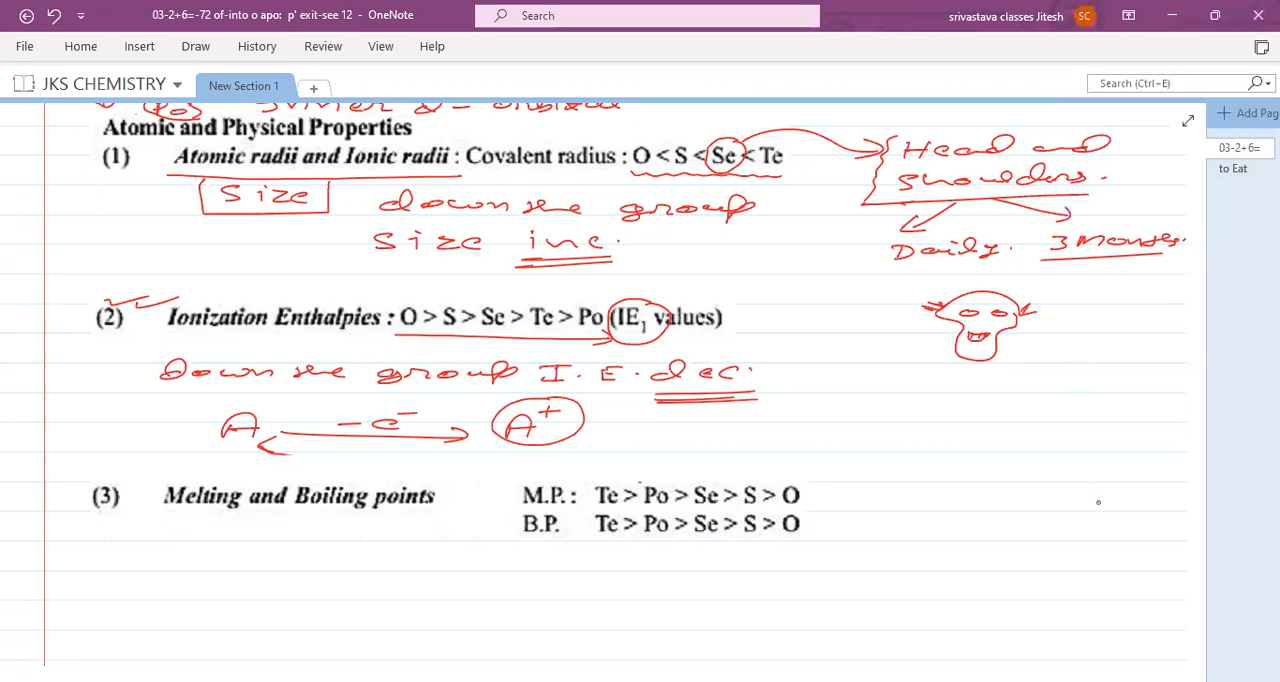 03-2+6=-72 of-into o apo: p' exit-see 12 - OneNote
Search
srivastava classes Jitesh
SC
File Home Insert Draw History Review View Help
JKS CHEMISTRY
New Section 1
Search (Ctrl+E)
Add Pag
03-2+6=
to Eat
Atomic and Physical Properties
(1) Atomic radii and Ionic radii : Covalent radius : O < S < Se < Te
Head and
shoulders.
Size
down the group
size inc.
Daily. 3 Months.
(2) Ionization Enthalpies : O > S > Se > Te > Po (IE₁ values)
Down the group I.E. dec.
A - e⁻ A⁺
(3) Melting and Boiling points M.P. : Te > Po > Se > S > O
B.P. Te > Po > Se > S > O